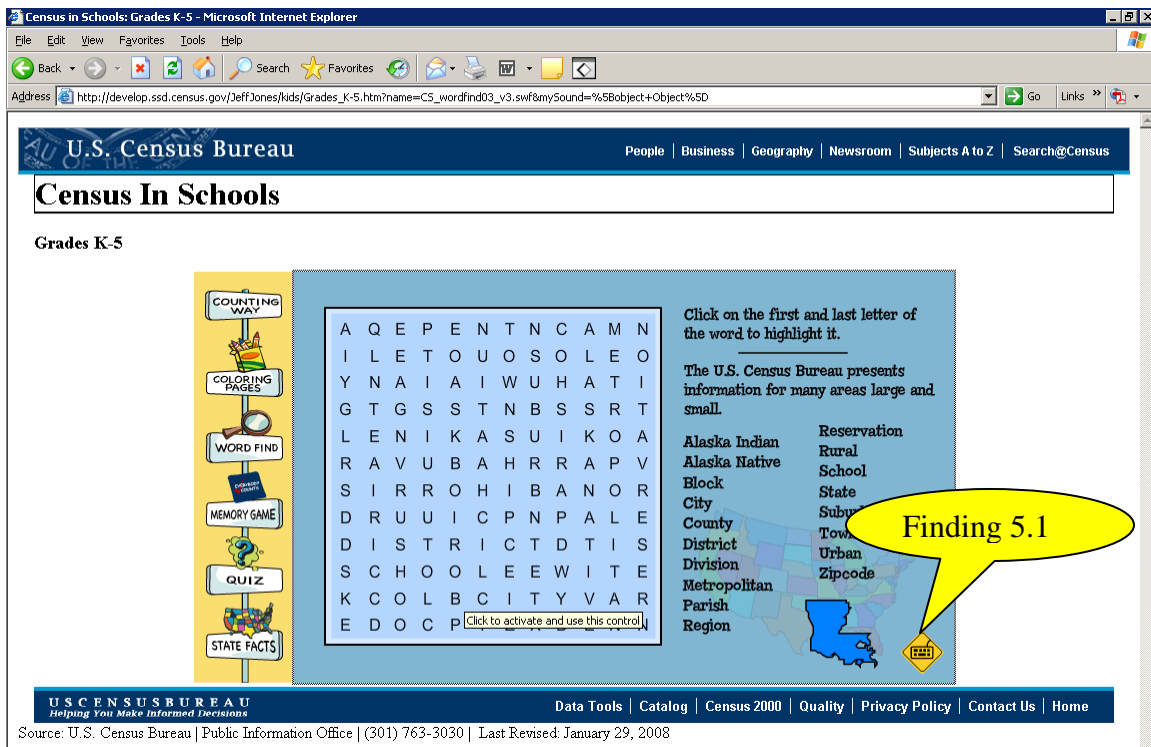 Census in Schools: Grades K-5 - Microsoft Internet Explorer
File Edit View Favorites Tools Help
Back Search Favorites
Address http://develop.ssd.census.gov/JeffJones/kids/Grades_K-5.htm?name=CS_wordfind03_v3.swf&mySound=%5Bobject+Object%5D Go Links »
U.S. Census Bureau
People | Business | Geography | Newsroom | Subjects A to Z | Search@Census
Census In Schools
Grades K-5
COUNTING
WAY
COLORING
PAGES
WORD FIND
EVERYBODY
COUNTS
MEMORY GAME
QUIZ
STATE FACTS
A Q E P E N T N C A M N
I L E T O U O S O L E O
Y N A I A I W U H A T I
G T G S S T N B S S R T
L E N I K A S U I K O A
R A V U B A H R R A P V
S I R R O H I B A N O R
D R U U I C P N P A L E
D I S T R I C T D T I S
S C H O O L E E W I T E
K C O L B C I T Y V A R
E D O C P
Click to activate and use this control
Click on the first and last letter of
the word to highlight it.
The U.S. Census Bureau presents
information for many areas large and
small.
Alaska Indian
Alaska Native
Block
City
County
District
Division
Metropolitan
Parish
Region
Reservation
Rural
School
State
Urban
Zipcode
Finding 5.1
USCENSUSBUREAU
Helping You Make Informed Decisions
Data Tools | Catalog | Census 2000 | Quality | Privacy Policy | Contact Us | Home
Source: U.S. Census Bureau | Public Information Office | (301) 763-3030 | Last Revised: January 29, 2008